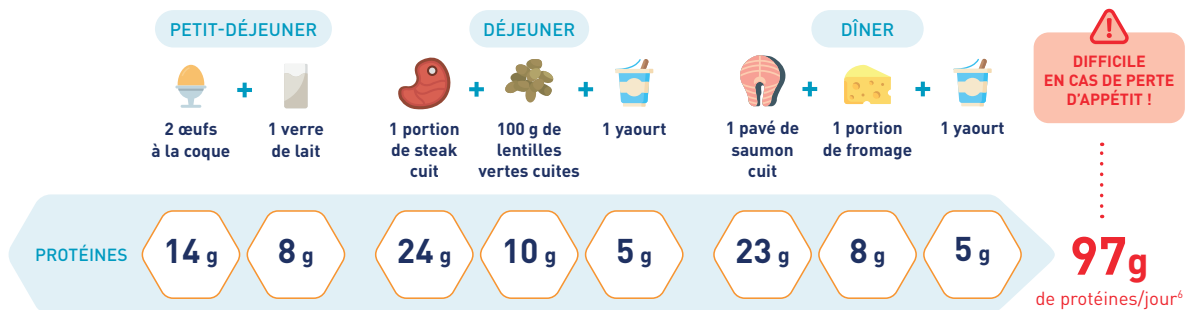 PETIT-DÉJEUNER
2 œufs
à la coque
+
1 verre
de lait
DÉJEUNER
1 portion
de steak
cuit
+
100 g de
lentilles
vertes cuites
+
1 yaourt
DÎNER
1 pavé de
saumon
cuit
+
1 portion
de fromage
+
1 yaourt
!
DIFFICILE
EN CAS DE PERTE
D'APPÉTIT !
PROTÉINES
14 g
8 g
24 g
10 g
5 g
23 g
8 g
5 g
97g
de protéines/jour⁶